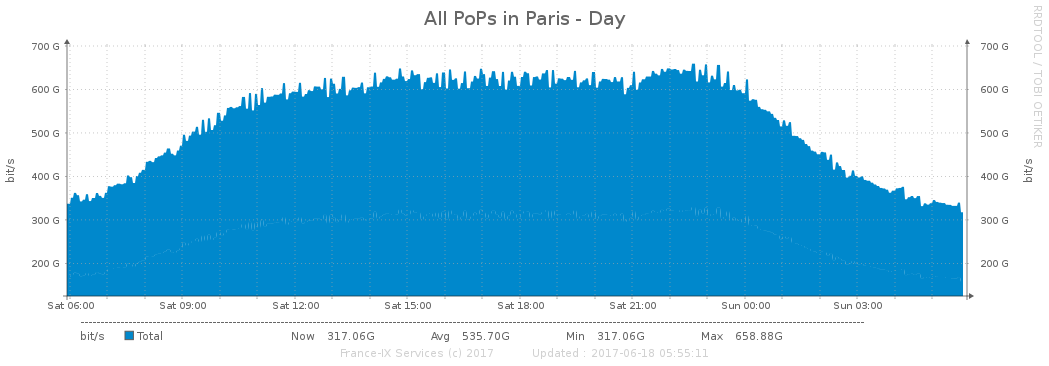 All PoPs in Paris - Day
RRDTOOL / TOBI OETIKER
700 G 700 G
600 G 600 G
500 G 500 G
400 G 400 G
300 G 300 G
200 G 200 G
bit/s bit/s
Sat 06:00 Sat 09:00 Sat 12:00 Sat 15:00 Sat 18:00 Sat 21:00 Sun 00:00 Sun 03:00
bit/s Total Now 317.06G Avg 535.70G Min 317.06G Max 658.88G
France-IX Services (c) 2017 Updated : 2017-06-18 05:55:11